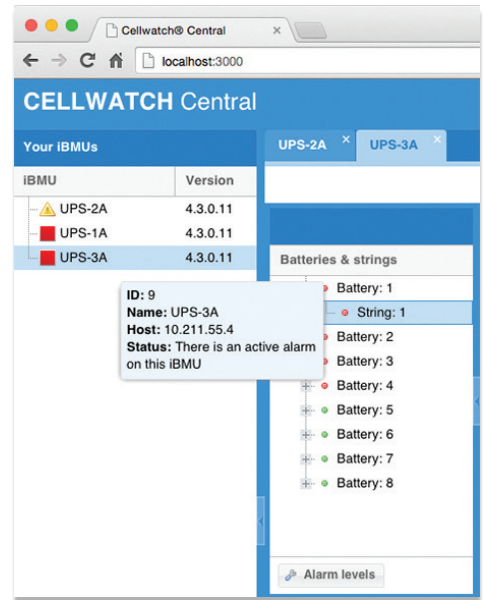 Cellwatch® Central
localhost:3000
CELLWATCH Central
Your iBMUs
UPS-2A UPS-3A
iBMU Version
UPS-2A 4.3.0.11
UPS-1A 4.3.0.11
UPS-3A 4.3.0.11
ID: 9
Name: UPS-3A
Host: 10.211.55.4
Status: There is an active alarm
on this iBMU
Batteries & strings
Battery: 1
String: 1
Battery: 2
Battery: 3
Battery: 4
Battery: 5
Battery: 6
Battery: 7
Battery: 8
Alarm levels